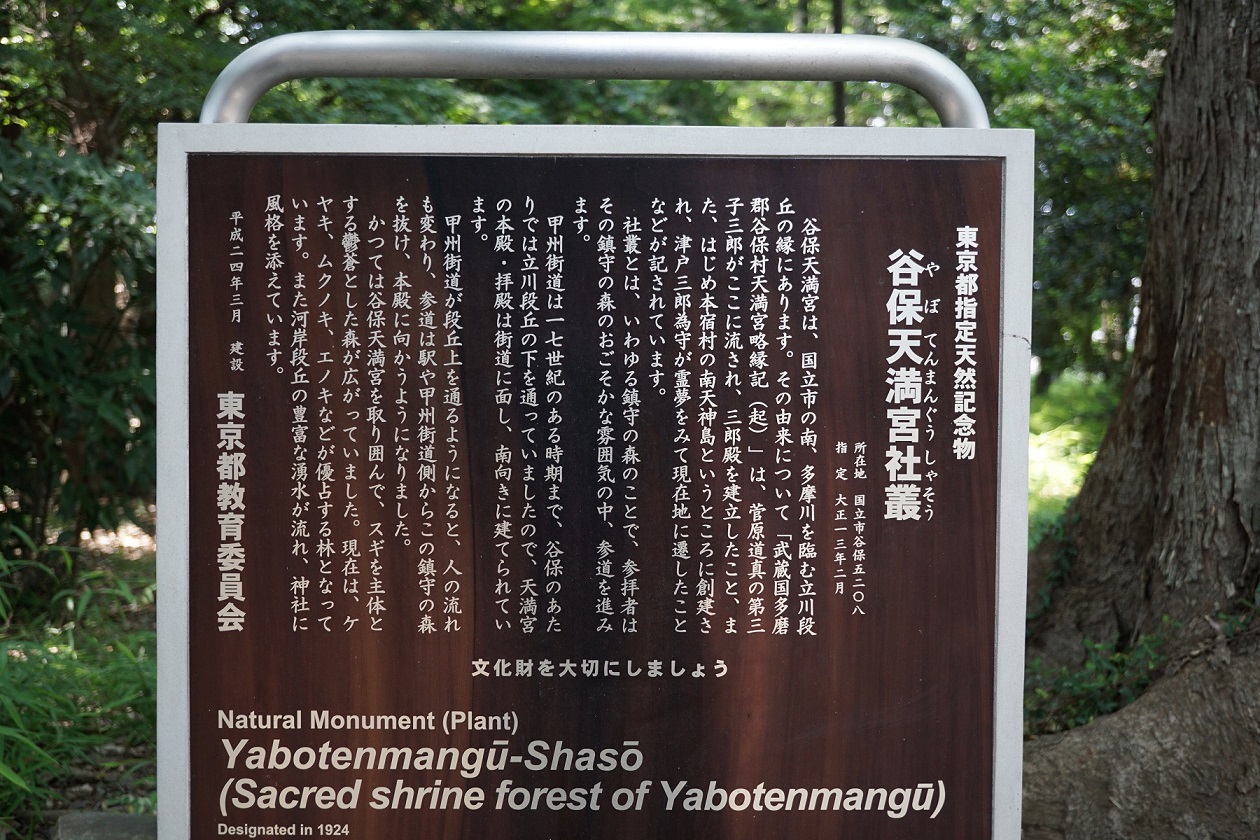 東京都指定天然記念物
谷保天満宮社叢
や ぼ てんまんぐうしゃそう
所在地 国立市谷保五二〇八
指 定 大正一三年二月
谷保天満宮は、国立市の南、多摩川を臨む立川段
丘の縁にあります。その由来について「武蔵国多磨
郡谷保村天満宮略縁記（起）」は、菅原道真の第三
子三郎がここに流され、三郎殿を建立したこと、ま
た、はじめ本宿村の南天神島というところに創建さ
れ、津戸三郎為守が霊夢をみて現在地に遷したこと
などが記されています。
社叢とは、いわゆる鎮守の森のことで、参拝者は
その鎮守の森のおごそかな雰囲気の中、参道を進み
ます。
甲州街道は一七世紀のある時期まで、谷保のあた
りでは立川段丘の下を通っていましたので、天満宮
の本殿・拝殿は街道に面し、南向きに建てられてい
ます。
甲州街道が段丘上を通るようになると、人の流れ
も変わり、参道は駅や甲州街道側からこの鎮守の森
を抜け、本殿に向かうようになりました。
かつては谷保天満宮を取り囲んで、スギを主体と
する鬱蒼とした森が広がっていました。現在は、ケ
ヤキ、ムクノキ、エノキなどが優占する林となって
います。また河岸段丘の豊富な湧水が流れ、神社に
風格を添えています。
平成二四年三月 建設
東京都教育委員会
文化財を大切にしましょう
Natural Monument (Plant)
Yabotenmangū-Shasō
(Sacred shrine forest of Yabotenmangū)
Designated in 1924